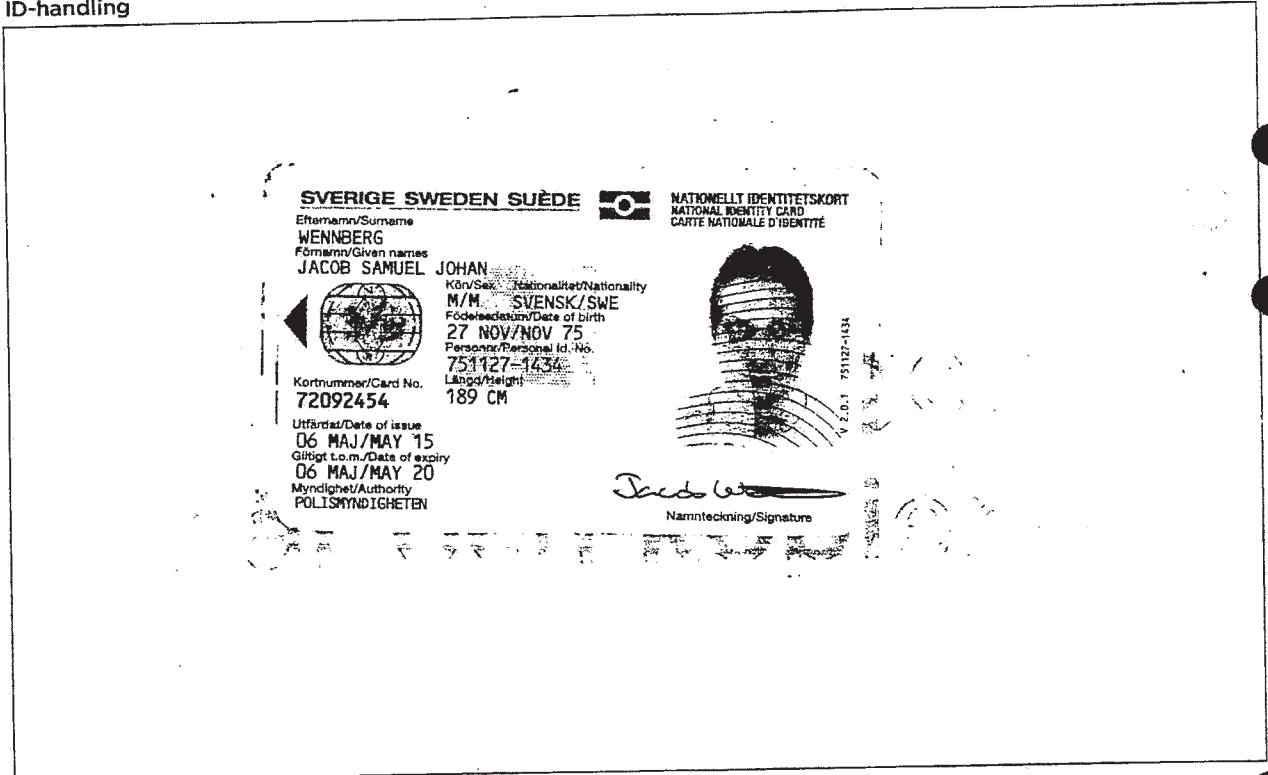 ID-handling
SVERIGE SWEDEN SUÈDE
NATIONELLT IDENTITETSKORT
NATIONAL IDENTITY CARD
CARTE NATIONALE D'IDENTITÉ
Efternamn/Surname
WENNBERG
Förnamn/Given names
JACOB SAMUEL JOHAN
Kön/Sex Nationalitet/Nationality
M/M SVENSK/SWE
Födelsedatum/Date of birth
27 NOV/NOV 75
Personnr/Personal Id. No.
751127-1434
Längd/Height
189 CM
Kortnummer/Card No.
72092454
Utfärdat/Date of issue
06 MAJ/MAY 15
Giltigt t.o.m./Date of expiry
06 MAJ/MAY 20
Myndighet/Authority
POLISMYNDIGHETEN
V 2.0.1 751127-1434
Jacob
Namnteckning/Signature